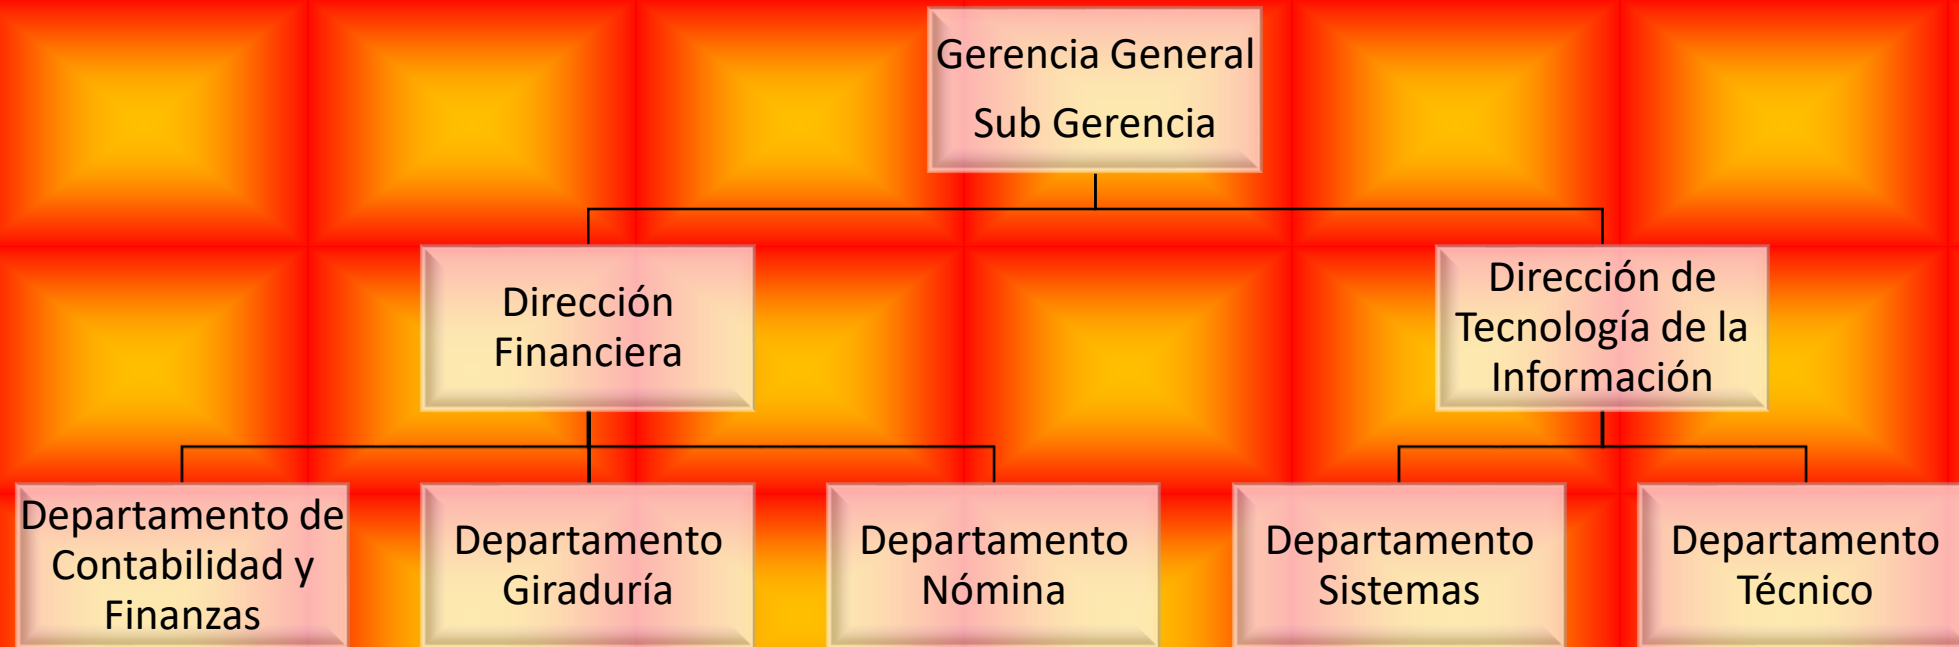 Gerencia General
Sub Gerencia
Dirección
Financiera
Dirección de
Tecnología de la
Información
Departamento de
Contabilidad y
Finanzas
Departamento
Giraduría
Departamento
Nómina
Departamento
Sistemas
Departamento
Técnico